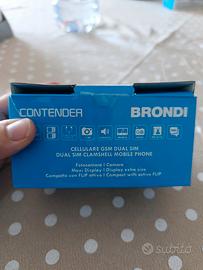 CONTENDER BRONDI
CELLULARE GSM DUAL SIM
DUAL SIM CLAMSHELL MOBILE PHONE
Fotocamera | Camera
Maxi Display | Display extra size
Compatto con FLIP attivo | Compact with active FLIP
subito